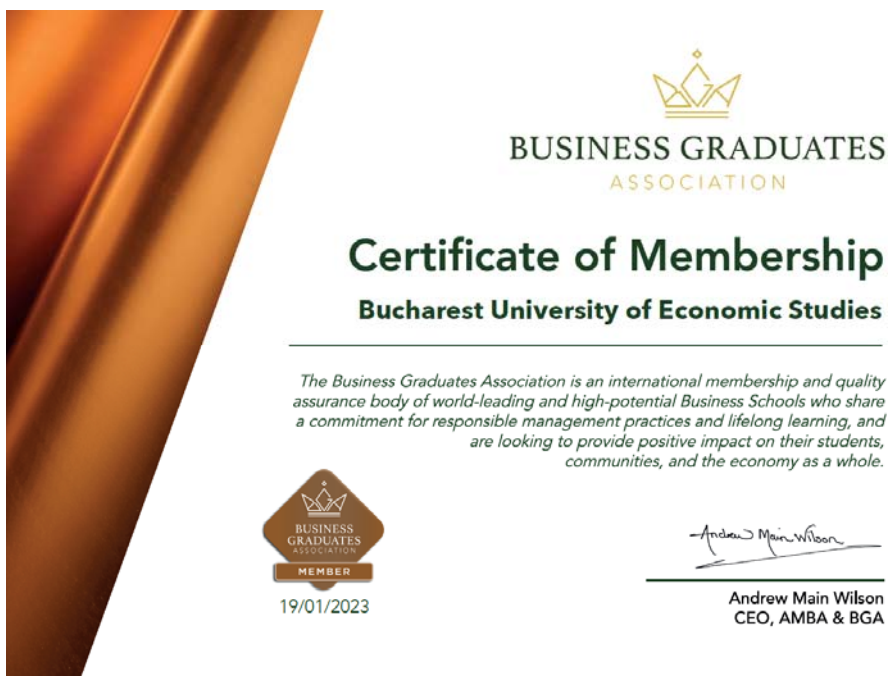 BUSINESS GRADUATES
ASSOCIATION
Certificate of Membership
Bucharest University of Economic Studies
The Business Graduates Association is an international membership and quality
assurance body of world-leading and high-potential Business Schools who share
a commitment for responsible management practices and lifelong learning, and
are looking to provide positive impact on their students,
communities, and the economy as a whole.
BUSINESS
GRADUATES
ASSOCIATION
MEMBER
19/01/2023
Andrew Main Wilson
Andrew Main Wilson
CEO, AMBA & BGA